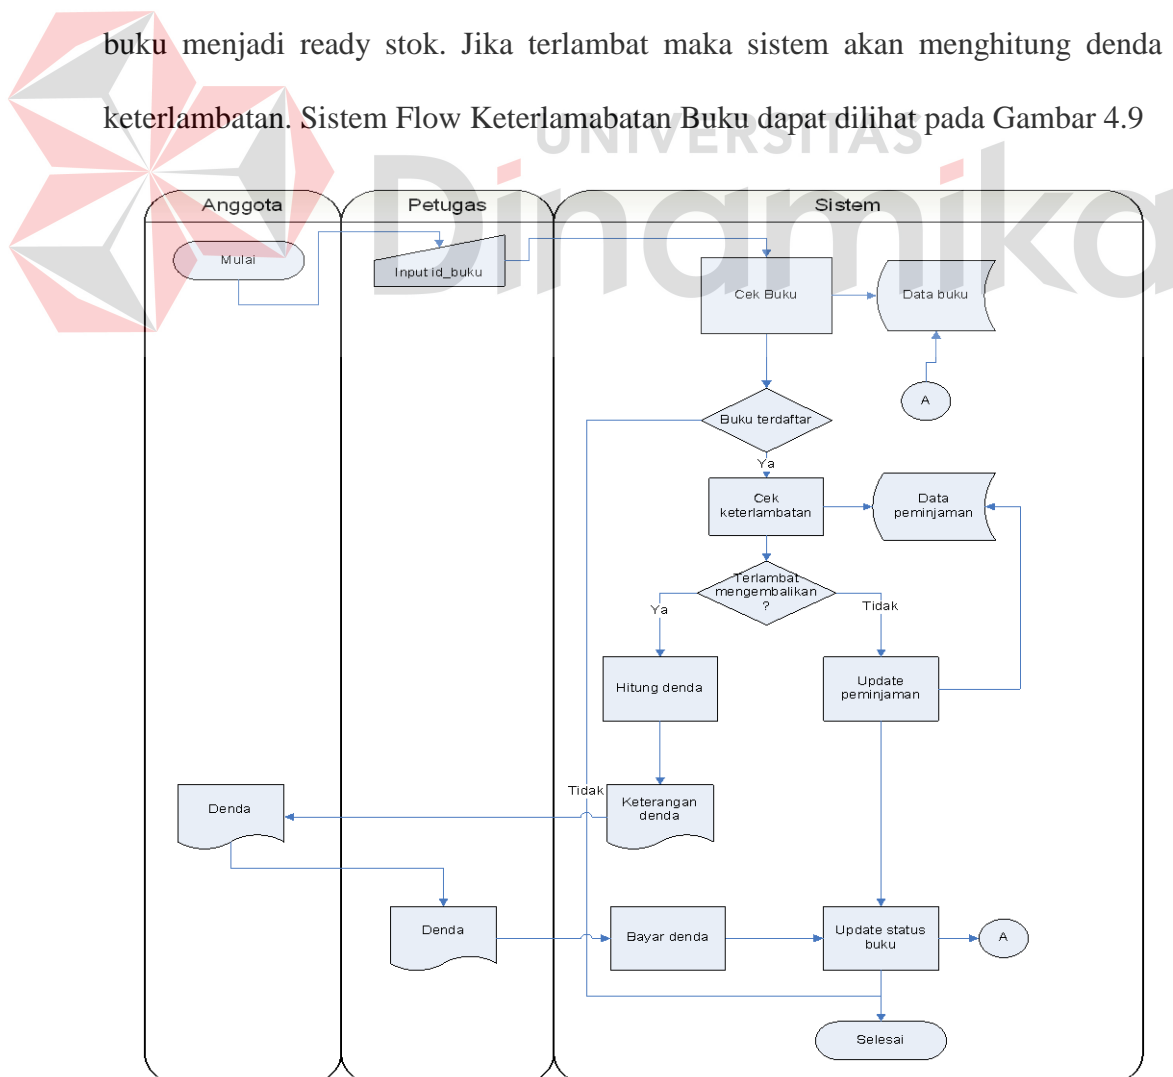 buku menjadi ready stok. Jika terlambat maka sistem akan menghitung denda
keterlambatan. Sistem Flow Keterlamabatan Buku dapat dilihat pada Gambar 4.9
UNIVERSITAS
Dinamika
Anggota
Petugas
Sistem
Mulai
Input id_buku
Cek Buku
Data buku
A
Buku terdaftar
Ya
Cek
keterlambatan
Data
peminjaman
Terlambat
mengembalikan
?
Ya
Tidak
Hitung denda
Update
peminjaman
Tidak
Keterangan
denda
Denda
Denda
Bayar denda
Update status
buku
A
Selesai